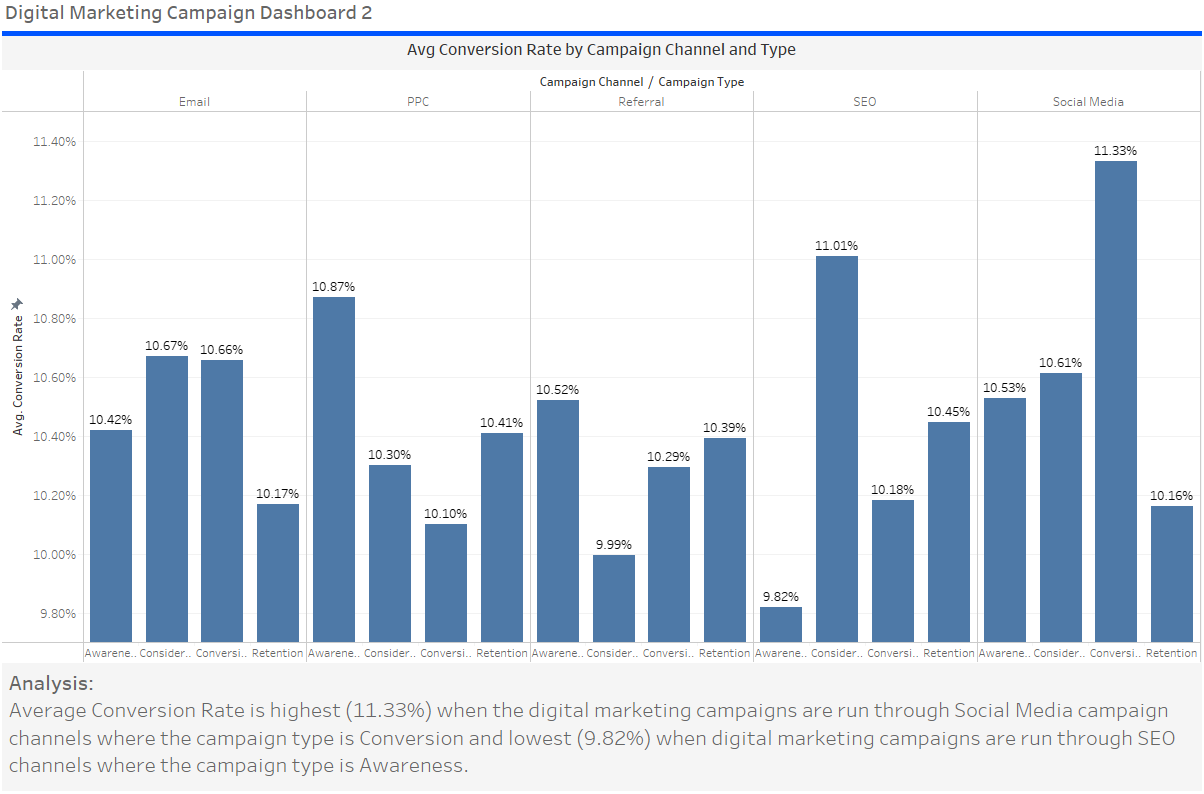 Digital Marketing Campaign Dashboard 2
Avg Conversion Rate by Campaign Channel and Type
Campaign Channel / Campaign Type
Email PPC Referral SEO Social Media
Avg. Conversion Rate
11.40%
11.20%
11.00%
10.80%
10.60%
10.40%
10.20%
10.00%
9.80%
10.42% 10.67% 10.66% 10.17% 10.87% 10.30% 10.10% 10.41% 10.52% 9.99% 10.29% 10.39% 9.82% 11.01% 10.18% 10.45% 10.53% 10.61% 11.33% 10.16%
Awarene.. Consider.. Conversi.. Retention Awarene.. Consider.. Conversi.. Retention Awarene.. Consider.. Conversi.. Retention Awarene.. Consider.. Conversi.. Retention Awarene.. Consider.. Conversi.. Retention
Analysis:
Average Conversion Rate is highest (11.33%) when the digital marketing campaigns are run through Social Media campaign
channels where the campaign type is Conversion and lowest (9.82%) when digital marketing campaigns are run through SEO
channels where the campaign type is Awareness.